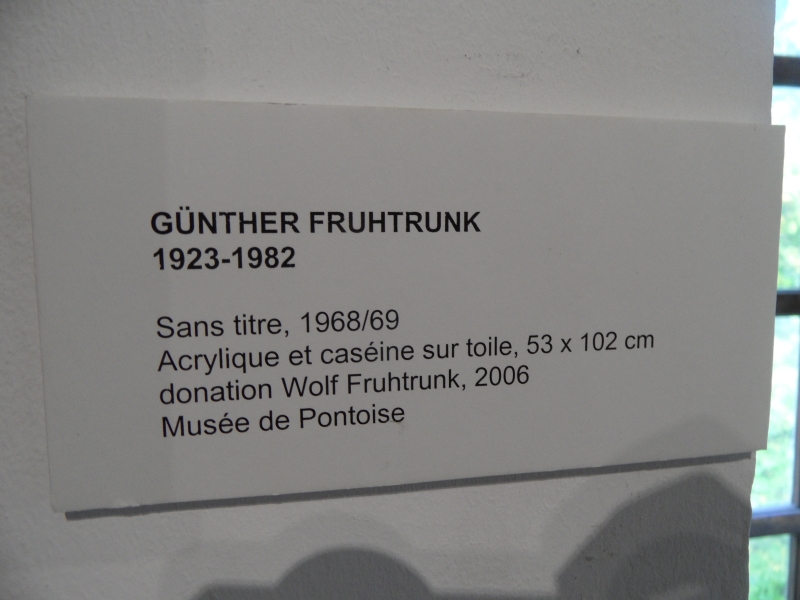 GÜNTHER FRUHTRUNK
1923-1982
Sans titre, 1968/69
Acrylique et caséine sur toile, 53 x 102 cm
donation Wolf Fruhtrunk, 2006
Musée de Pontoise